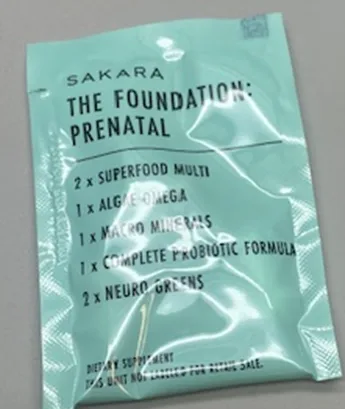 SAKARA
THE FOUNDATION:
PRENATAL
2 x SUPERFOOD MULTI
1 x ALGAE OMEGA
1 x MACRO MINERALS
1 x COMPLETE PROBIOTIC FORMULA
2 x NEURO GREENS
DIETARY SUPPLEMENT
THIS UNIT NOT LABELED FOR RETAIL SALE.